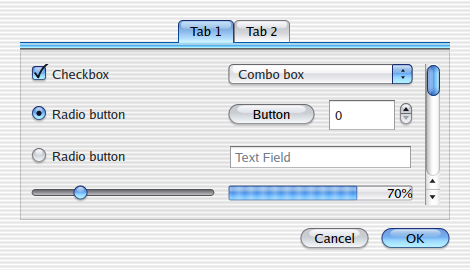 Tab 1 Tab 2
Checkbox Combo box
Radio button Button 0
Radio button Text Field
70%
Cancel OK